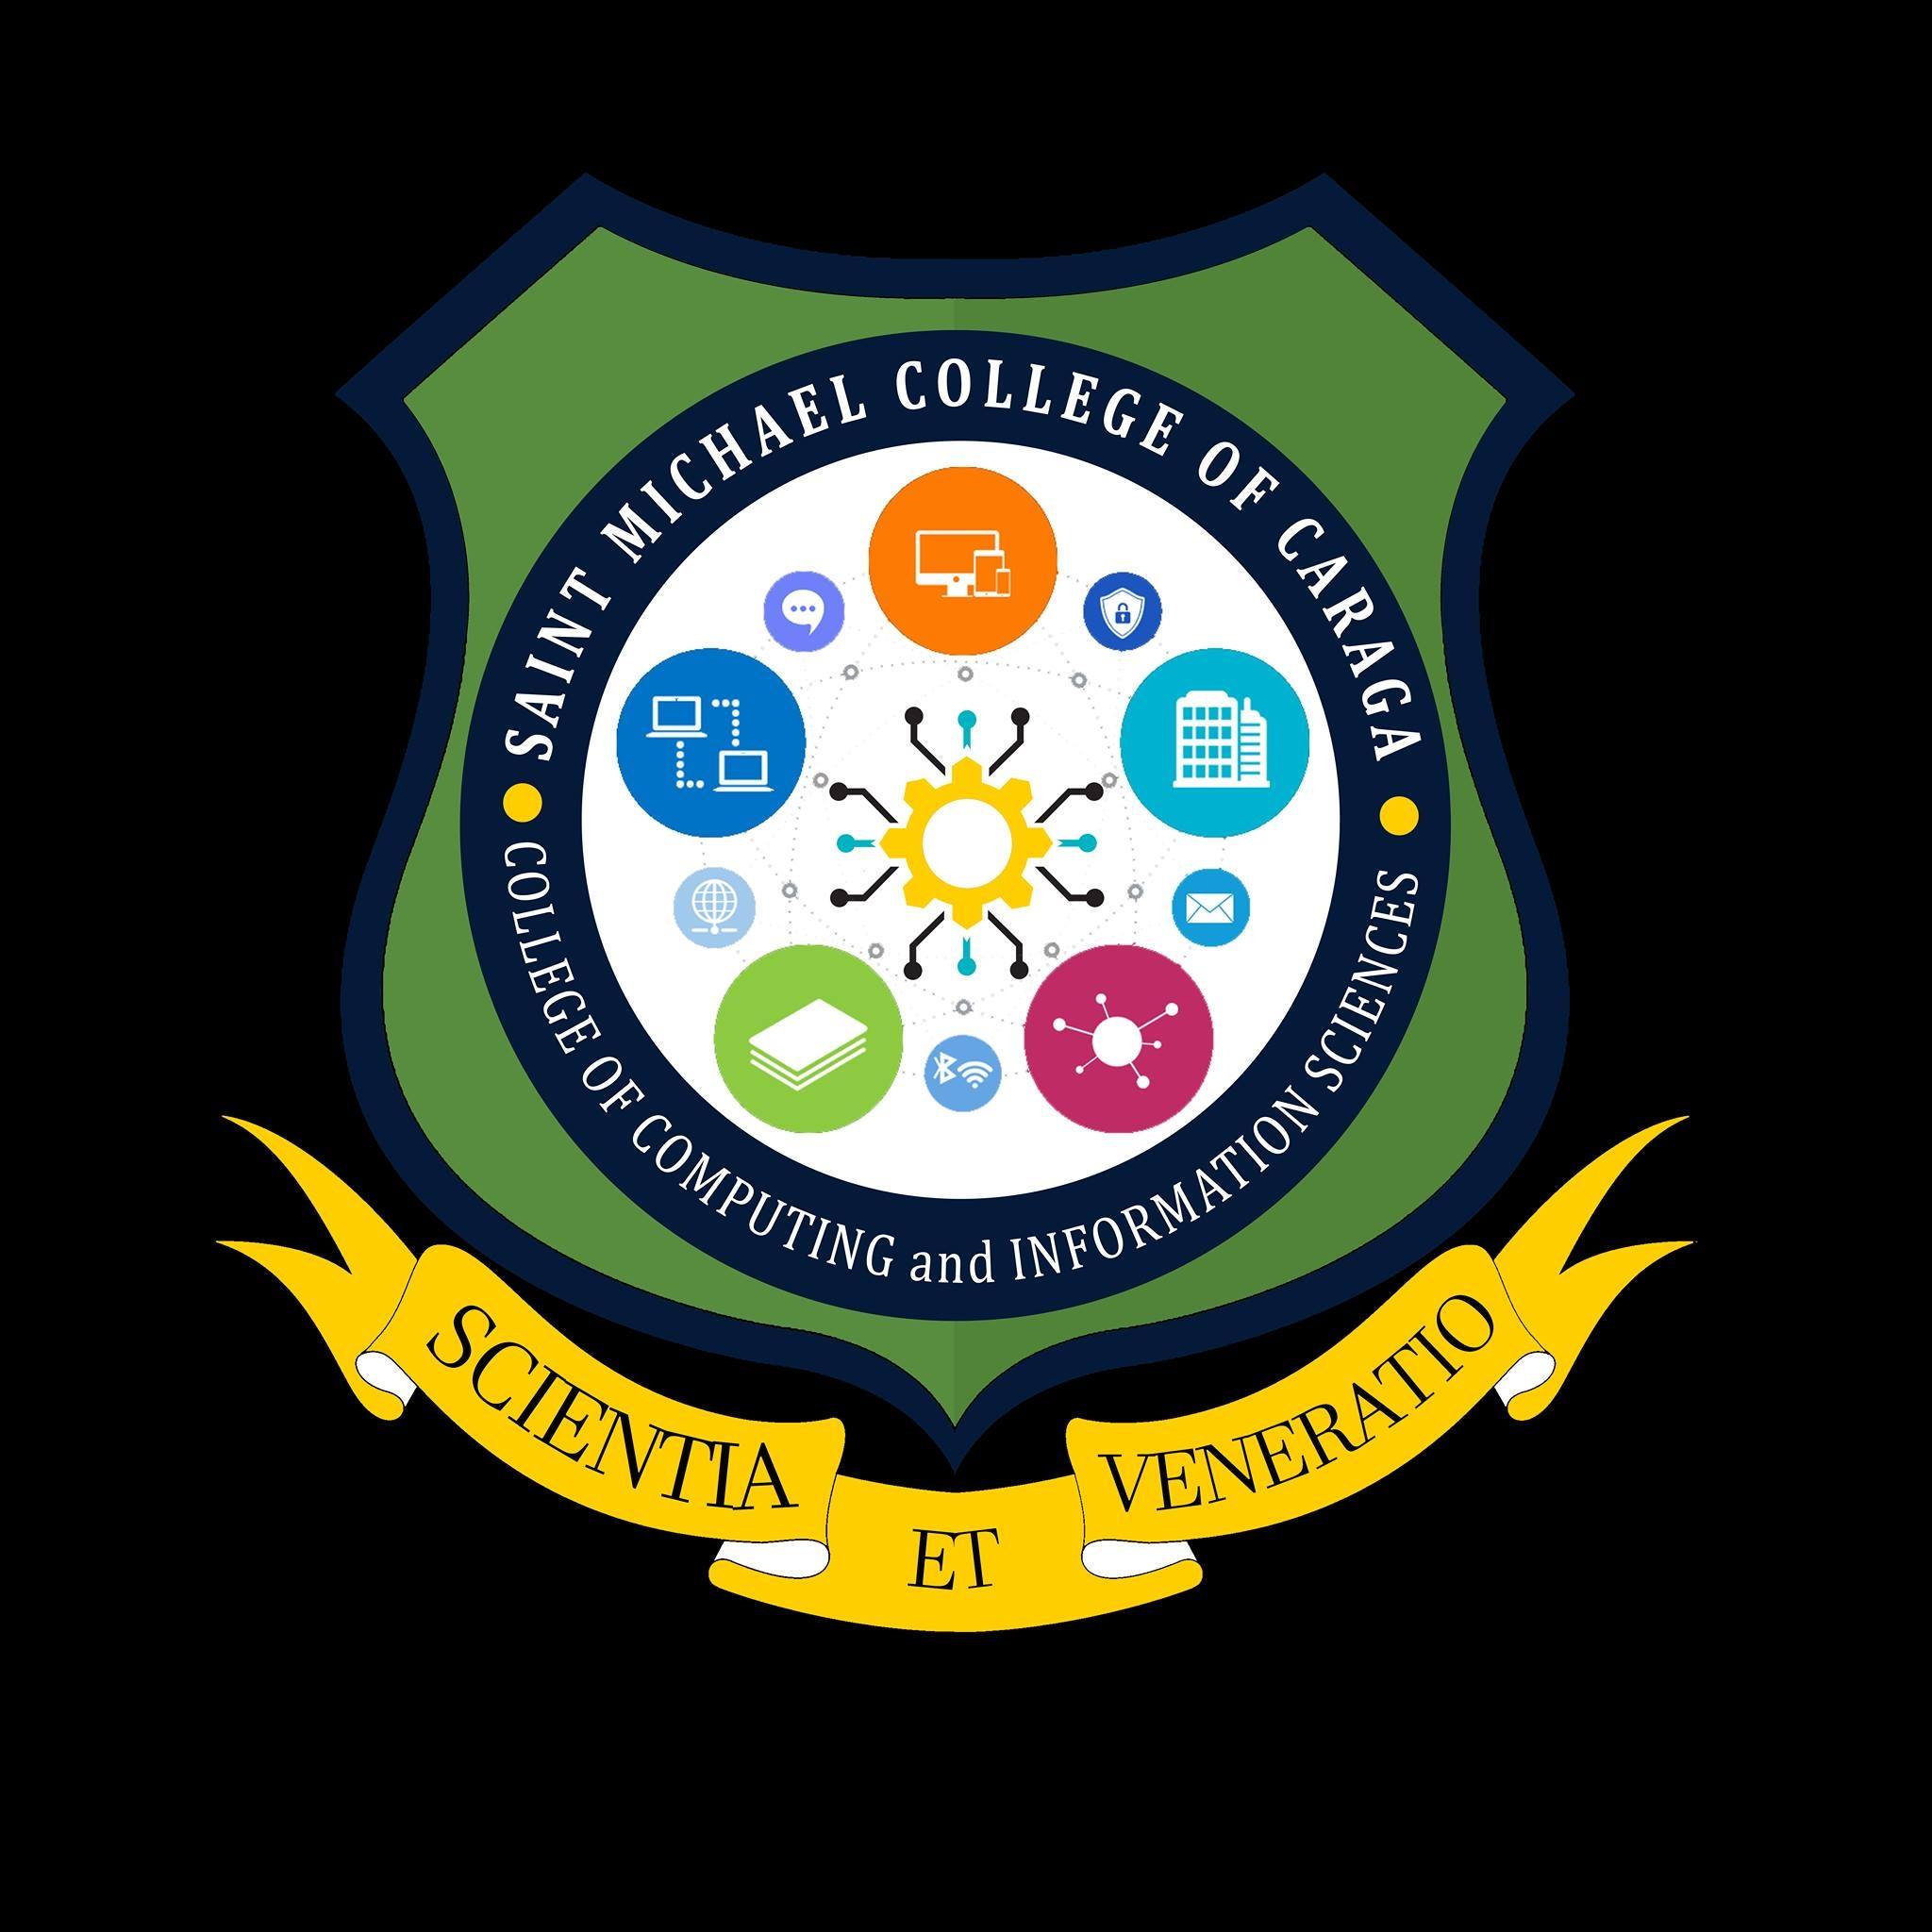 SAINT MICHAEL COLLEGE OF CARAGA
COLLEGE OF COMPUTING and INFORMATION SCIENCES
SCIENTIA
ET
VENERATIO